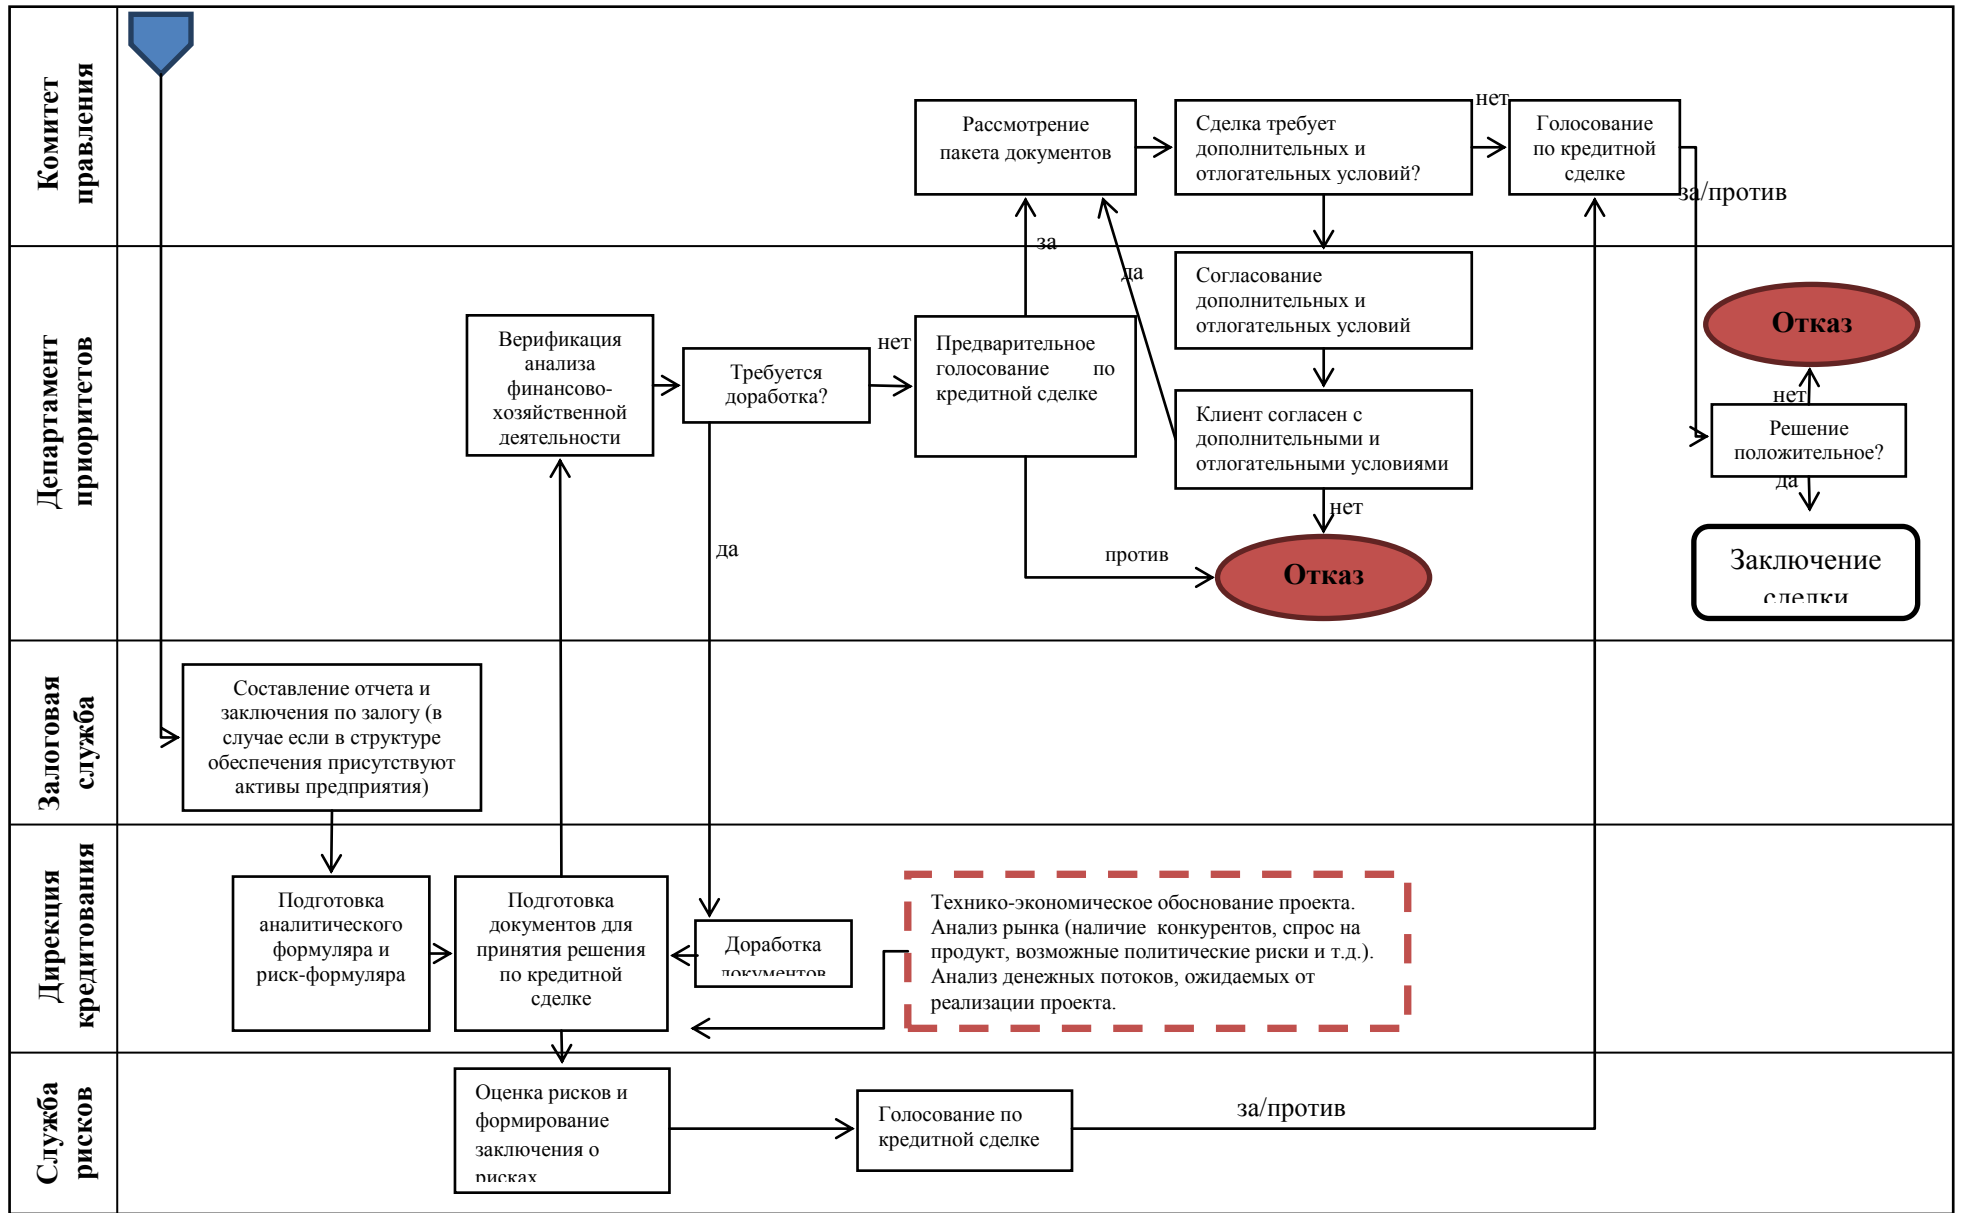 Комитет
правления
Рассмотрение
пакета документов
Сделка требует
дополнительных и
отлогательных условий?
нет
Голосование
по кредитной
сделке
за/против
Департамент
приоритетов
Верификация
анализа
финансово-
хозяйственной
деятельности
Требуется
доработка?
нет
да
Предварительное
голосование по
кредитной сделке
за
против
да
Согласование
дополнительных и
отлогательных условий
Клиент согласен с
дополнительными и
отлогательными условиями
нет
Отказ
Отказ
нет
Решение
положительное?
да
Заключение
сделки
Залоговая
служба
Составление отчета и
заключения по залогу (в
случае если в структуре
обеспечения присутствуют
активы предприятия)
Дирекция
кредитования
Подготовка
аналитического
формуляра и
риск-формуляра
Подготовка
документов для
принятия решения
по кредитной
сделке
Доработка
документов
Технико-экономическое обоснование проекта.
Анализ рынка (наличие конкурентов, спрос на
продукт, возможные политические риски и т.д.).
Анализ денежных потоков, ожидаемых от
реализации проекта.
Служба
рисков
Оценка рисков и
формирование
заключения о
рисках
Голосование по
кредитной сделке
за/против